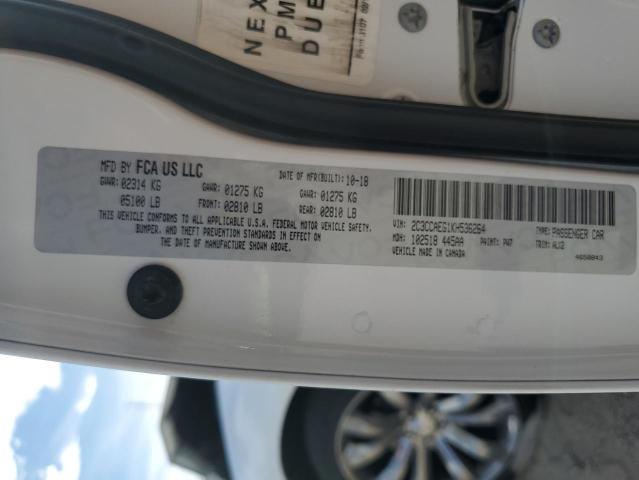 NEX
PM
DUE
MFD BY FCA US LLC
DATE OF MFR(BUILT): 10-18
GVWR: 02314 KG GAWR: 01275 KG GAWR: 01275 KG
05100 LB FRONT: 02810 LB REAR: 02810 LB
THIS VEHICLE CONFORMS TO ALL APPLICABLE U.S.A. FEDERAL MOTOR VEHICLE SAFETY,
BUMPER, AND THEFT PREVENTION STANDARDS IN EFFECT ON
THE DATE OF MANUFACTURE SHOWN ABOVE.
VIN: 2C3CCAEG1KH536264 TYPE: PASSENGER CAR
MDH: 102518 445AA PAINT: PW7 TRIM: ALX2
VEHICLE MADE IN CANADA 4650043